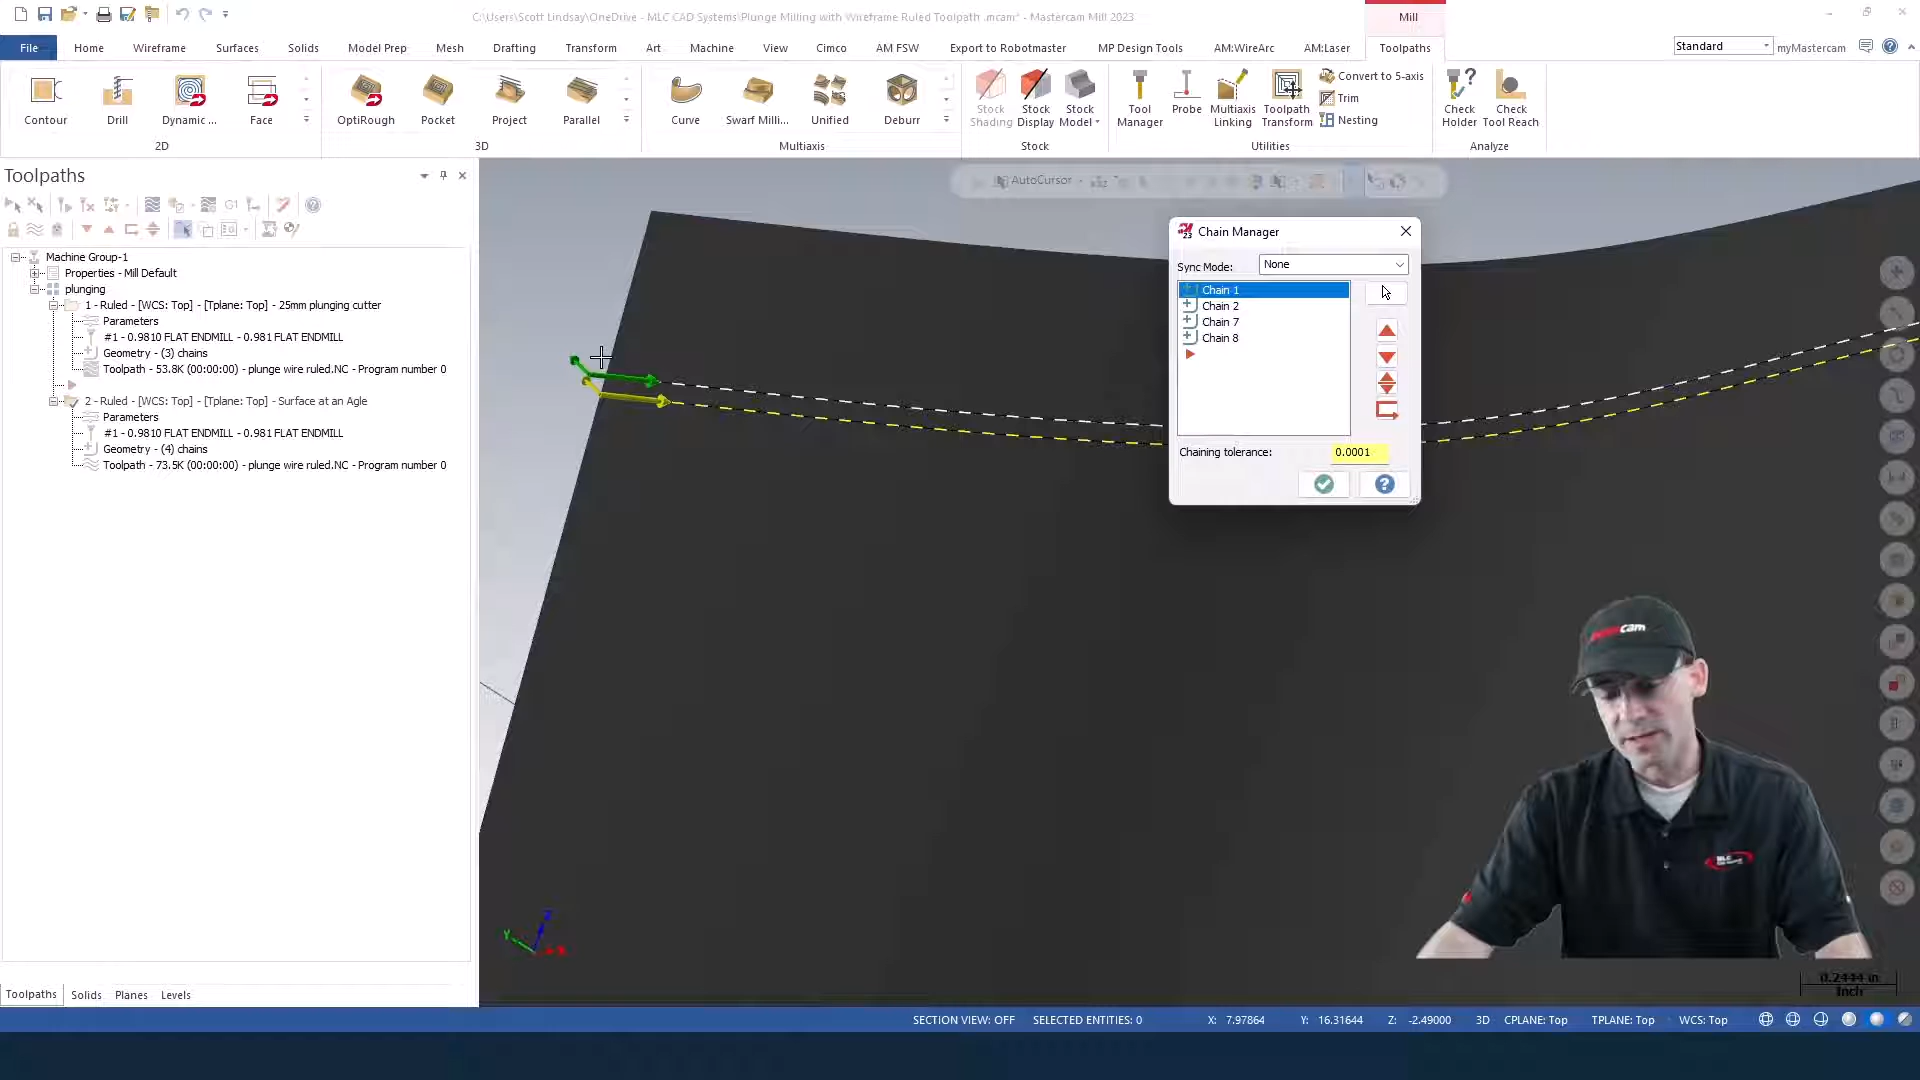 C:\Users\Scott Lindsay\OneDrive - MLC CAD Systems\Plunge Milling with Wireframe Ruled Toolpath .mcam* - Mastercam Mill 2023
Mill
File
Home
Wireframe
Surfaces
Solids
Model Prep
Mesh
Drafting
Transform
Art
Machine
View
Cimco
AM FSW
Export to Robotmaster
MP Design Tools
AM:WireArc
AM:Laser
Toolpaths
Standard
myMastercam
Contour
Drill
Dynamic ...
Face
OptiRough
Pocket
Project
Parallel
Curve
Swarf Milli...
Unified
Deburr
Stock Shading
Stock Display
Stock Model
Tool Manager
Probe
Multiaxis Linking
Toolpath Transform
Convert to 5-axis
Trim
Nesting
Check Holder
Check Tool Reach
2D
3D
Multiaxis
Stock
Utilities
Analyze
Toolpaths
G1
Machine Group-1
Properties - Mill Default
plunging
1 - Ruled - [WCS: Top] - [Tplane: Top] - 25mm plunging cutter
Parameters
#1 - 0.9810 FLAT ENDMILL - 0.981 FLAT ENDMILL
Geometry - (3) chains
Toolpath - 53.8K (00:00:00) - plunge wire ruled.NC - Program number 0
2 - Ruled - [WCS: Top] - [Tplane: Top] - Surface at an Agle
Parameters
#1 - 0.9810 FLAT ENDMILL - 0.981 FLAT ENDMILL
Geometry - (4) chains
Toolpath - 73.5K (00:00:00) - plunge wire ruled.NC - Program number 0
AutoCursor
23
Chain Manager
Sync Mode:
None
Chain 1
Chain 2
Chain 7
Chain 8
Chaining tolerance:
0.0001
Z
Y
X
MLC
0.2444 in
Inch
Toolpaths
Solids
Planes
Levels
SECTION VIEW: OFF
SELECTED ENTITIES: 0
X: 7.97864
Y: 16.31644
Z: -2.49000
3D
CPLANE: Top
TPLANE: Top
WCS: Top